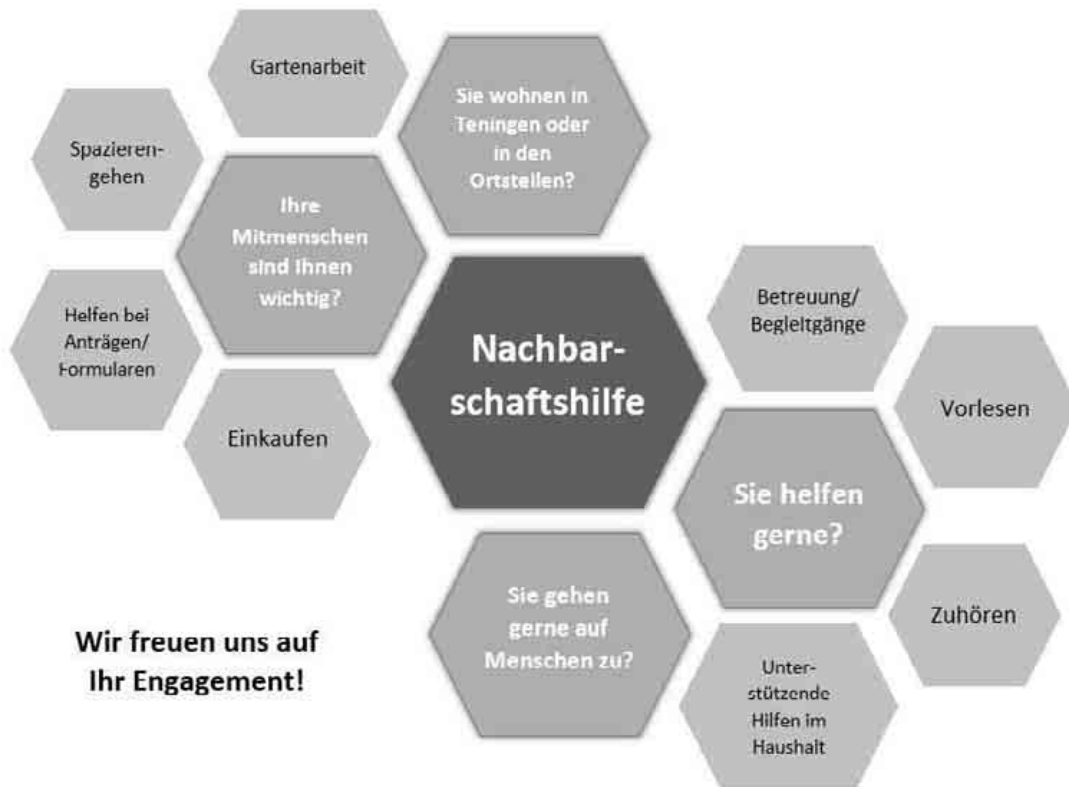 Gartenarbeit
Sie wohnen in
Teningen oder
in den
Ortsteilen?
Spazieren-
gehen
Ihre
Mitmenschen
sind Ihnen
wichtig?
Helfen bei
Anträgen/
Formularen
Einkaufen
Nachbar-
schaftshilfe
Betreuung/
Begleitgänge
Vorlesen
Sie helfen
gerne?
Sie gehen
gerne auf
Menschen zu?
Zuhören
Unter-
stützende
Hilfen im
Haushalt
Wir freuen uns auf
Ihr Engagement!